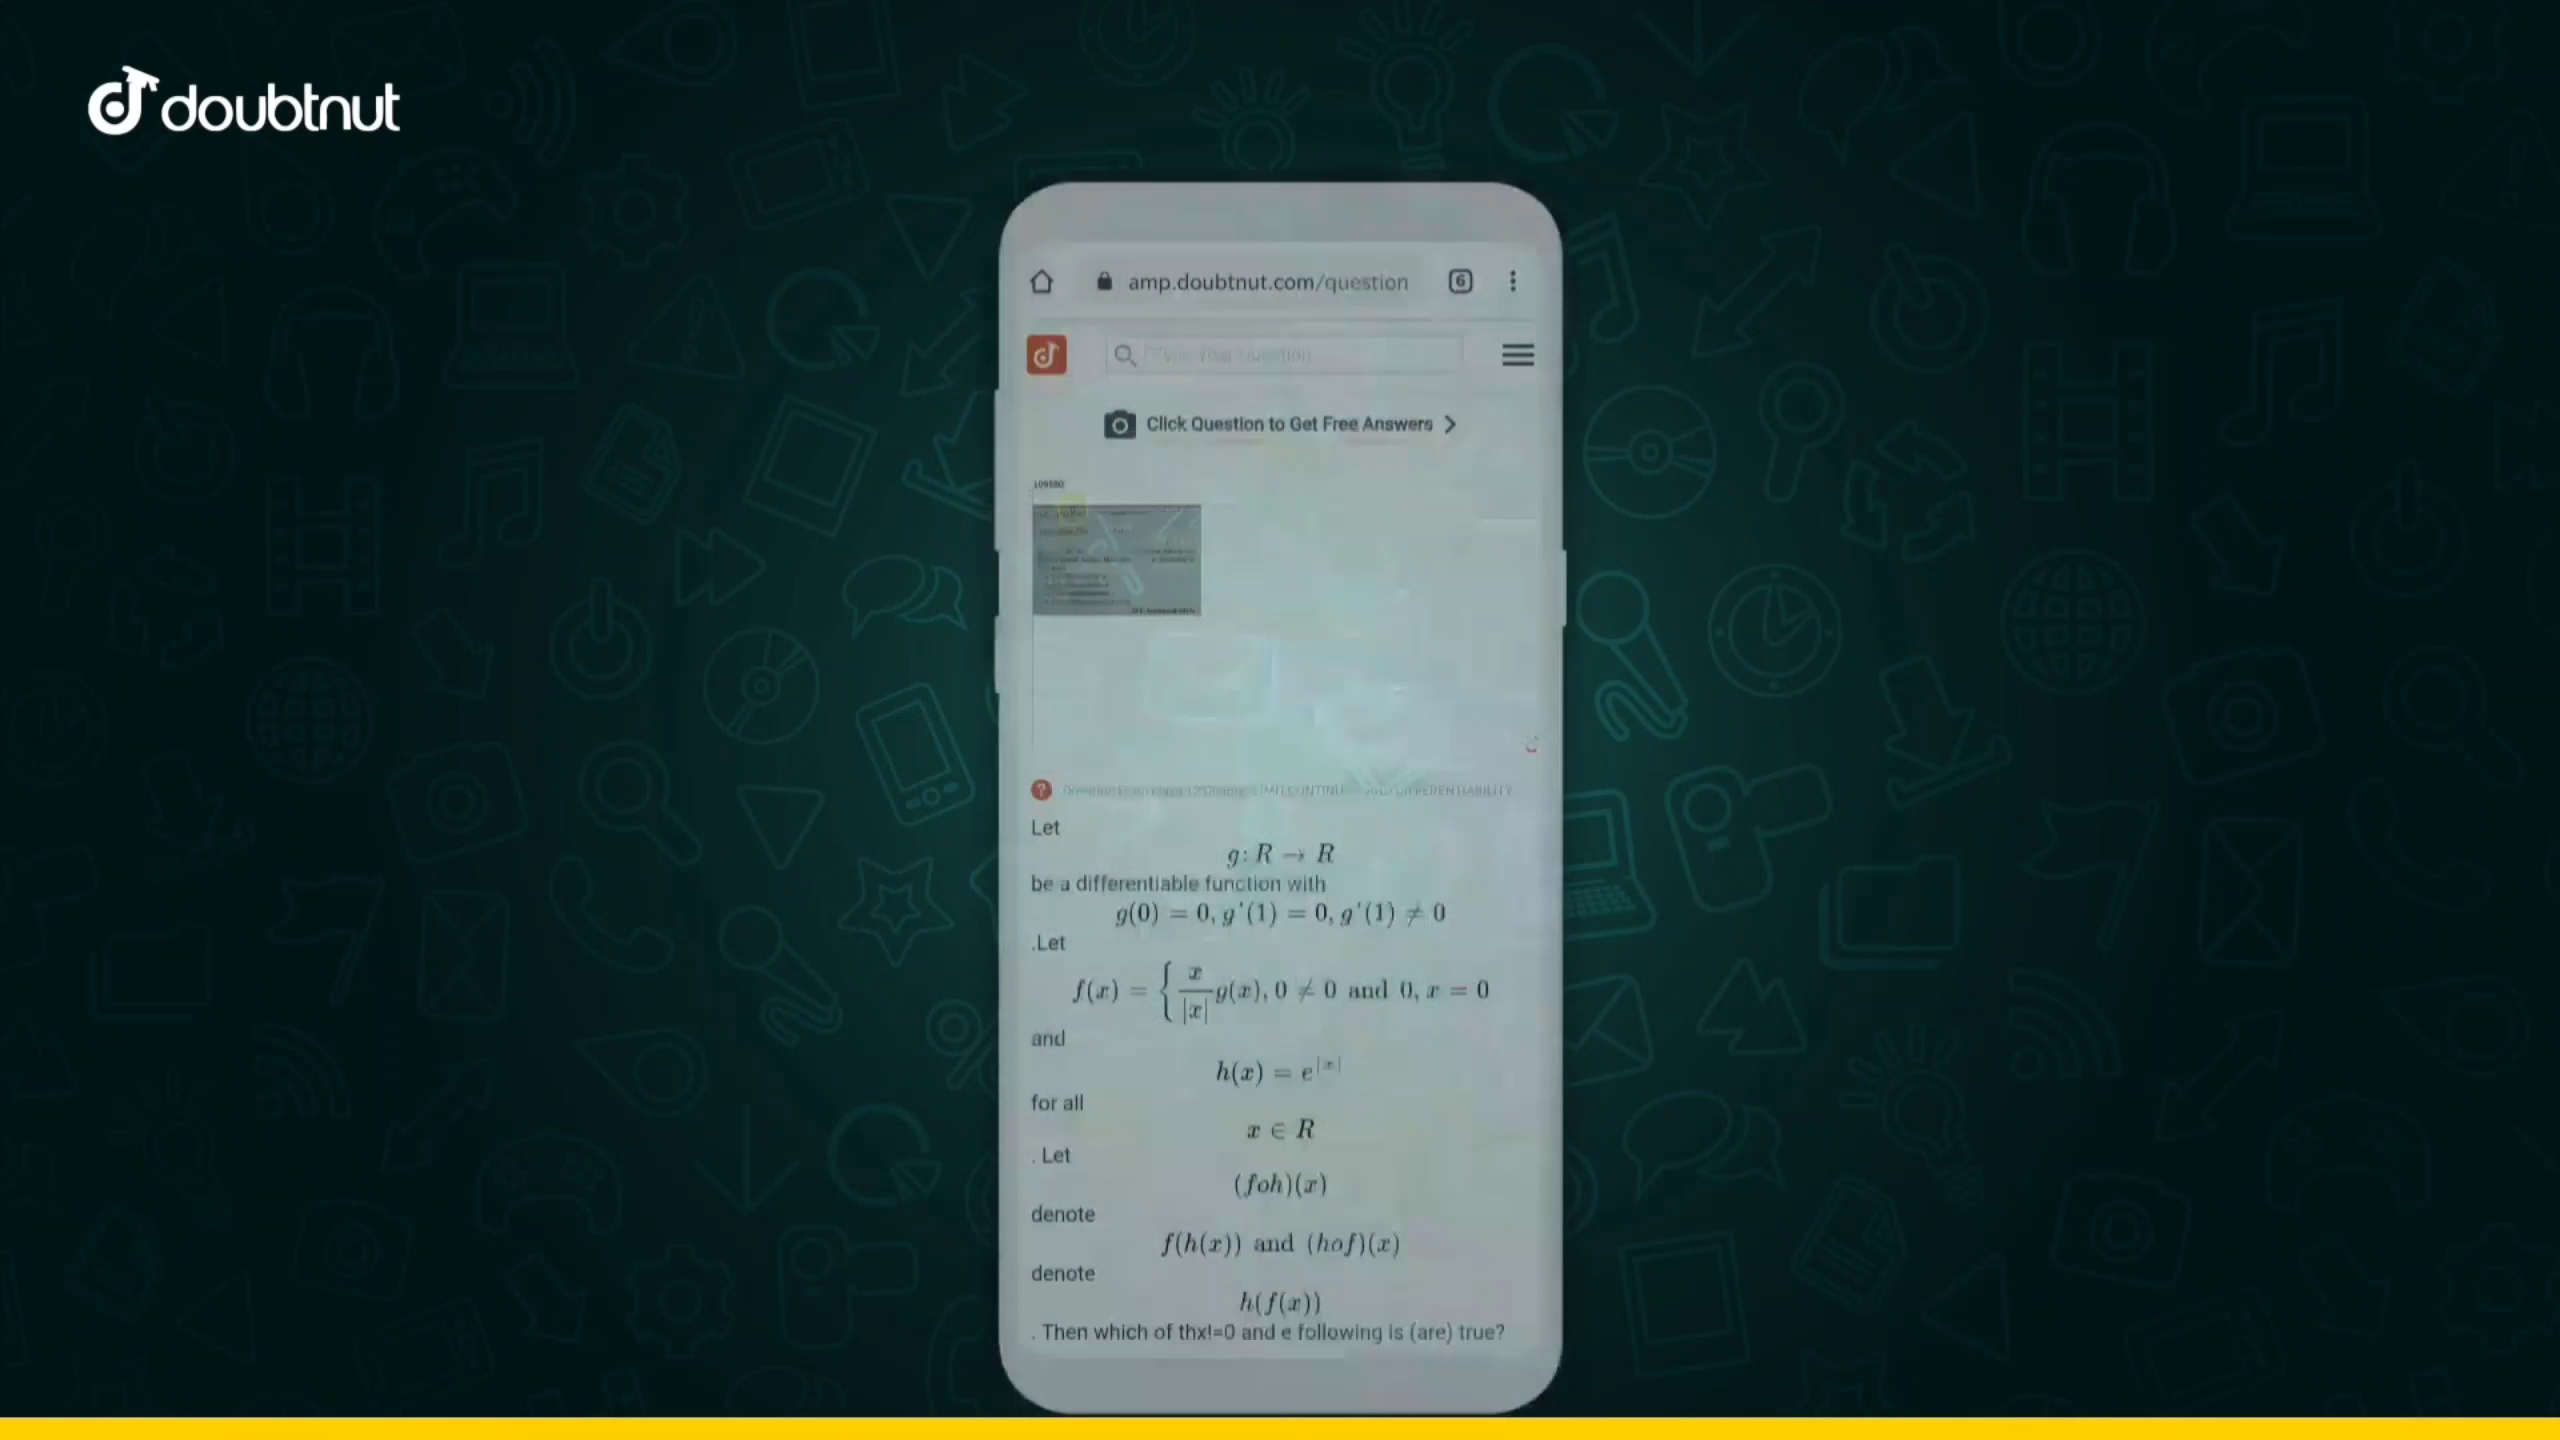 doubtnut
amp.doubtnut.com/question
6
Click Question to Get Free Answers
Let
g: R → R
be a differentiable function with
g(0) = 0, g'(1) = 0, g'(1) ≠ 0
.Let
f(x) = { x/|x| g(x), 0 ≠ 0 and 0, x = 0
and
h(x) = e^|x|
for all
x ∈ R
. Let
(foh)(x)
denote
f(h(x)) and (hof)(x)
denote
h(f(x))
. Then which of thx!=0 and e following is (are) true?